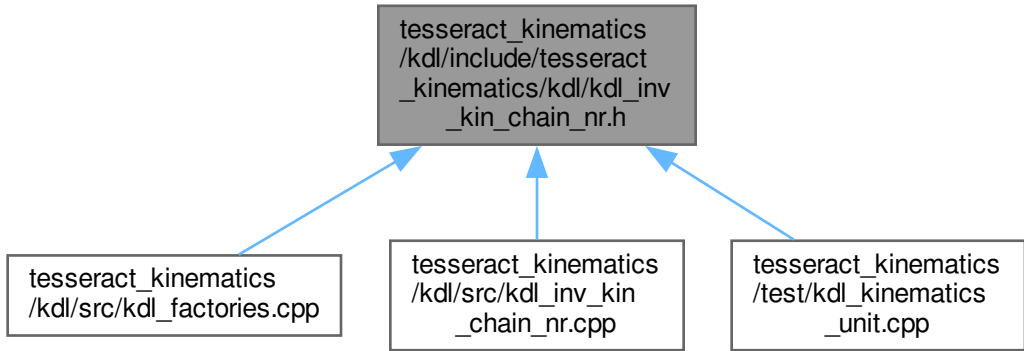 tesseract_kinematics
/kdl/include/tesseract
_kinematics/kdl/kdl_inv
_kin_chain_nr.h
tesseract_kinematics
/kdl/src/kdl_factories.cpp
tesseract_kinematics
/kdl/src/kdl_inv_kin
_chain_nr.cpp
tesseract_kinematics
/test/kdl_kinematics
_unit.cpp